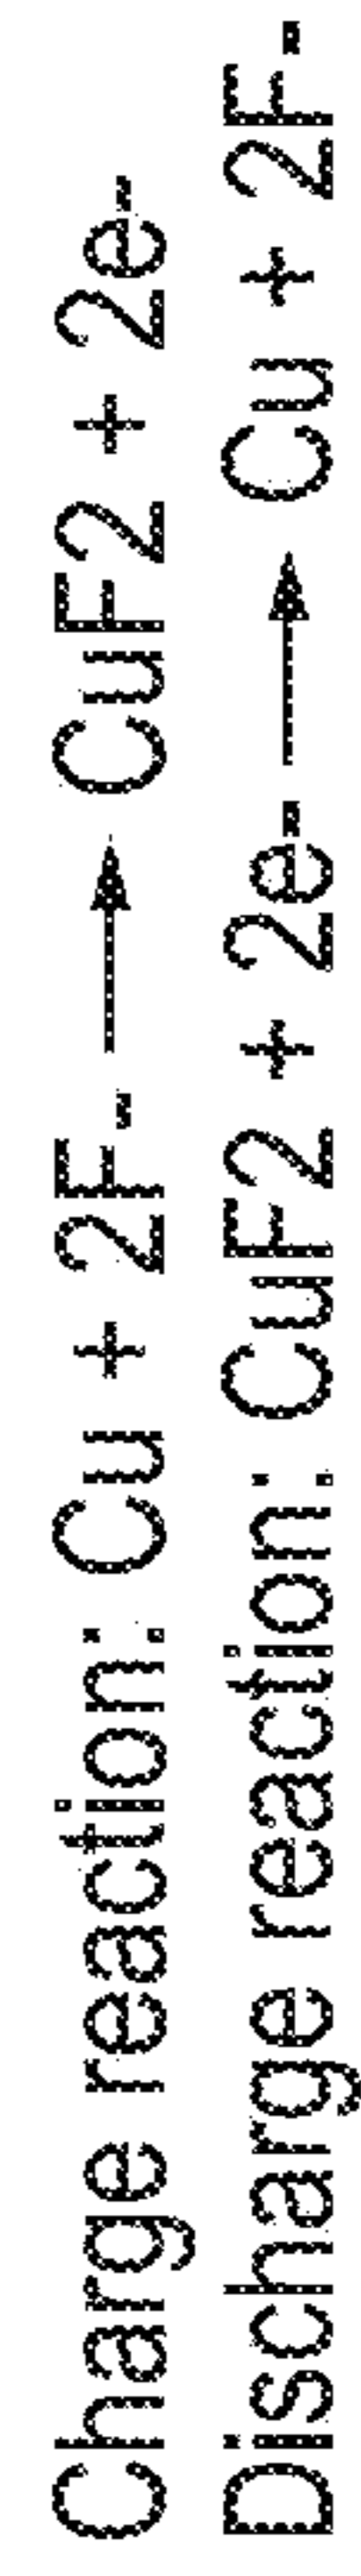 Charge reaction: Cu + 2F- → CuF2 + 2e-
Discharge reaction: CuF2 + 2e- → Cu + 2F-